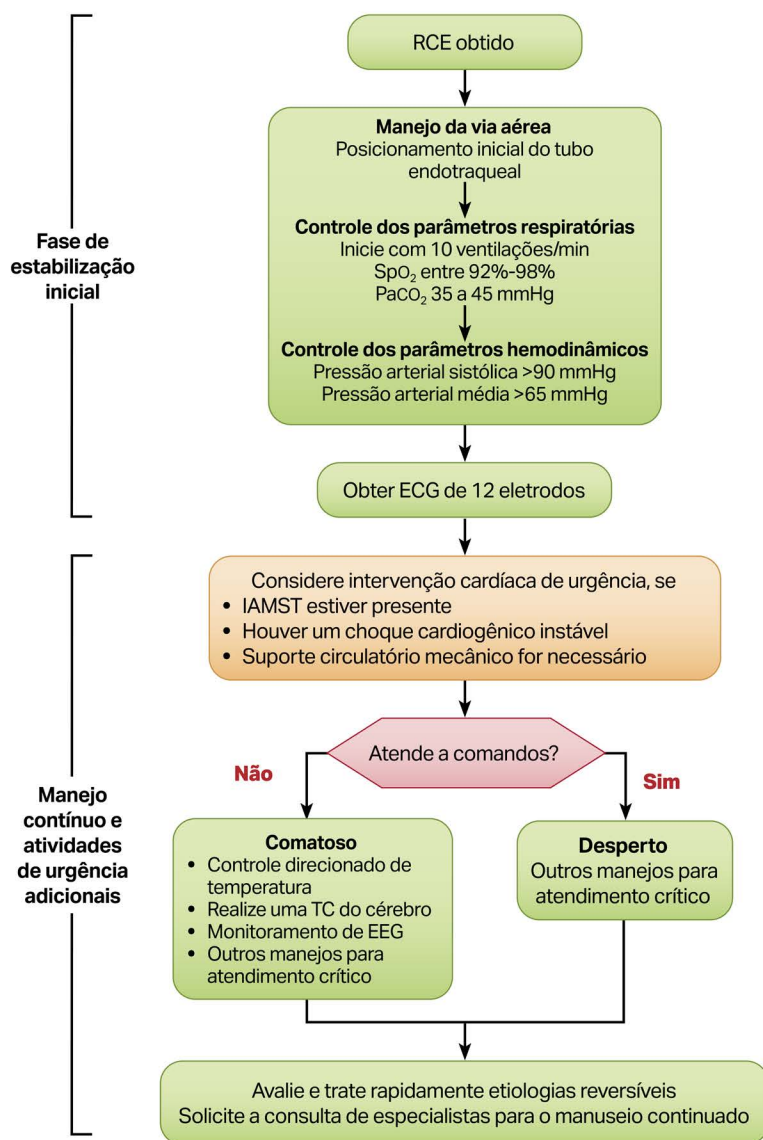 RCE obtido
Manejo da via aérea
Posicionamento inicial do tubo
endotraqueal
Controle dos parâmetros respiratórias
Inicie com 10 ventilações/min
SpO₂ entre 92%-98%
PaCO₂ 35 a 45 mmHg
Controle dos parâmetros hemodinâmicos
Pressão arterial sistólica >90 mmHg
Pressão arterial média >65 mmHg
Fase de
estabilização
inicial
Obter ECG de 12 eletrodos
Considere intervenção cardíaca de urgência, se
• IAMST estiver presente
• Houver um choque cardiogênico instável
• Suporte circulatório mecânico for necessário
Atende a comandos?
Não
Sim
Manejo
contínuo e
atividades
de urgência
adicionais
Comatoso
• Controle direcionado de
temperatura
• Realize uma TC do cérebro
• Monitoramento de EEG
• Outros manejos para
atendimento crítico
Desperto
Outros manejos para
atendimento crítico
Avalie e trate rapidamente etiologias reversíveis
Solicite a consulta de especialistas para o manuseio continuado